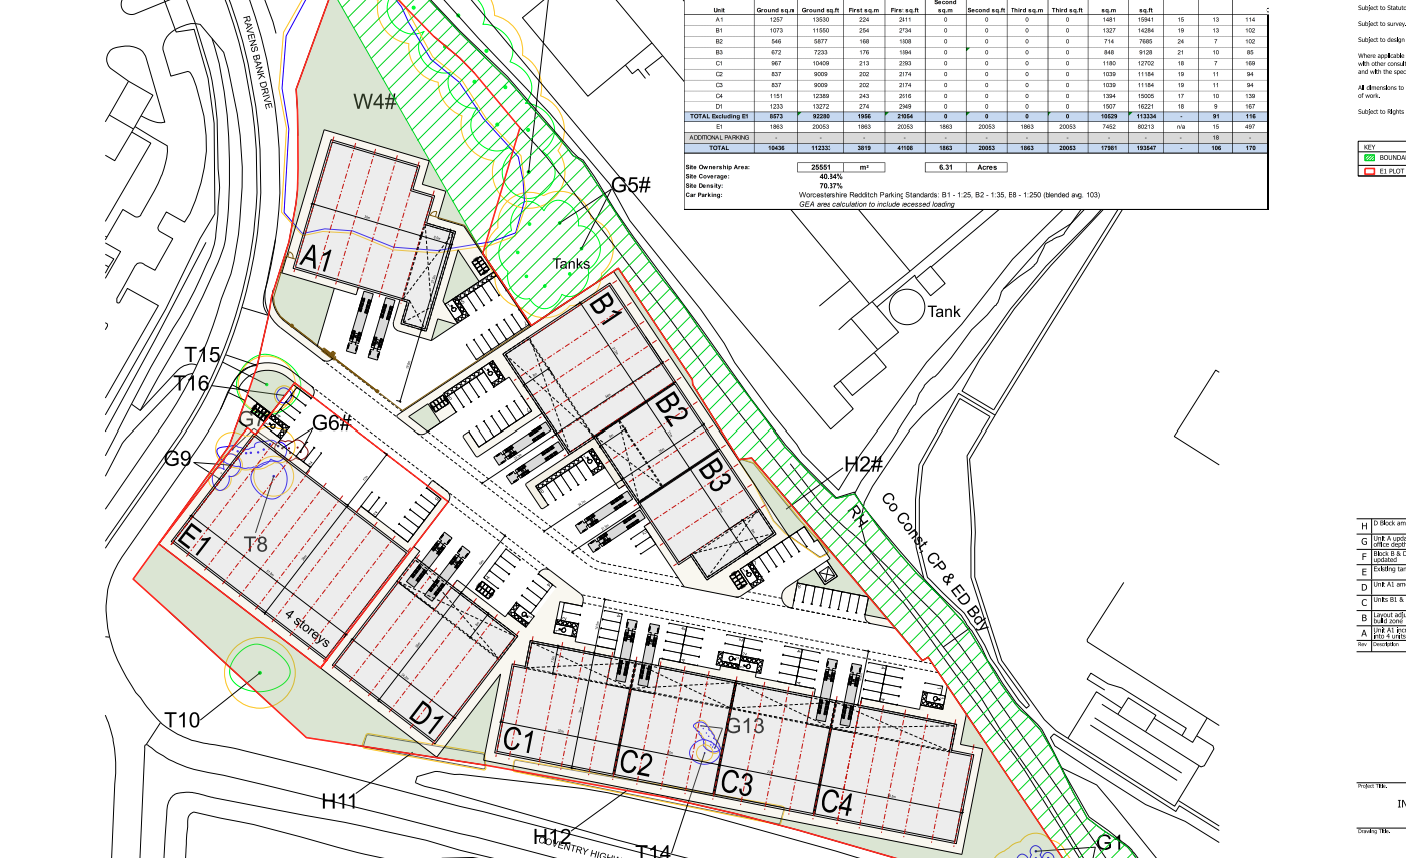 Second
Unit Ground sq.m Ground sq.ft First sq.m First sq.ft sq.m Second sq.ft Third sq.m Third sq.ft sq.m sq.ft
A1 1257 13530 224 2411 0 0 0 0 1481 15941 15 13 114
B1 1073 11550 254 2734 0 0 0 0 1327 14284 19 13 102
B2 546 5877 168 1808 0 0 0 0 714 7685 24 7 102
B3 672 7233 176 1894 0 0 0 0 848 9128 21 10 85
C1 967 10409 213 2293 0 0 0 0 1180 12702 18 7 169
C2 837 9009 202 2174 0 0 0 0 1039 11184 19 11 94
C3 837 9009 202 2174 0 0 0 0 1039 11184 19 11 94
C4 1151 12389 243 2616 0 0 0 0 1394 15005 17 10 139
D1 1233 13272 274 2949 0 0 0 0 1507 16221 18 9 167
TOTAL Excluding E1 8573 92280 1956 21054 0 0 0 0 10529 113334 - 91 116
E1 1863 20053 1863 20053 1863 20053 1863 20053 7452 80213 n/a 15 497
ADDITIONAL PARKING - - - - - - - - - - - 18 -
TOTAL 10436 112333 3819 41108 1863 20053 1863 20053 17981 193547 - 106 170
Site Ownership Area: 25551 m² 6.31 Acres
Site Coverage: 40.84%
Site Density: 70.37%
Car Parking: Worcestershire Redditch Parking Standards: B1 - 1:25, B2 - 1:35, B8 - 1:250 (blended avg. 103)
GEA area calculation to include recessed loading
Subject to Statuto
Subject to survey.
Subject to design
Where applicable
with other consult
and with the spec
All dimensions to
of work.
Subject to Rights
KEY
BOUNDA
E1 PLOT
RAVENS BANK DRIVE
W4#
G5#
A1
Tanks
B1
Tank
T15
T16
B2
G6#
G9
B3
H2#
RH
Co Const, CP & ED Bdy
E1
T8
4 storeys
D1
T10
C1
C2
G13
C3
C4
H11
H12
COVENTRY HIGHW
T14
G1
H D Block am
G Unit A upda
office depth
F Block B & D
updated
E Existing tan
D Unit A1 am
C Units B1 &
B Layout adju
build zone
A Unit A1 incr
into 4 units
Rev Description
Project Title.
IN
Drawing Title.